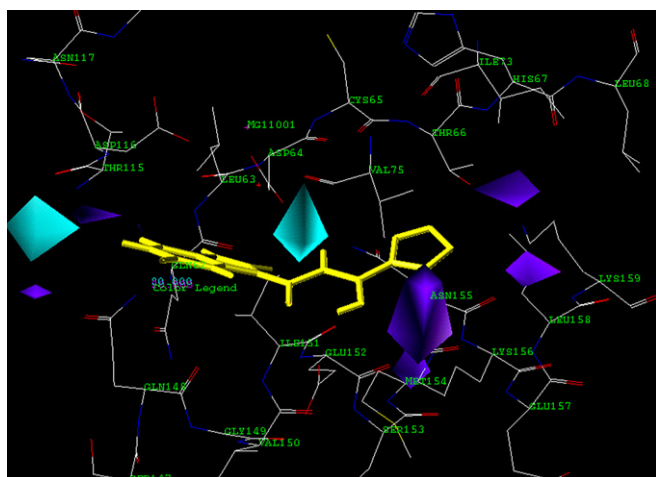 ASN117
ILE73
HIS67
LEU68
CYS65
MG11001
THR66
ASP116
ASP64
THR115
LEU63
VAL75
LYS159
Color Legend
ASN155
LEU158
ILE151
GLU152
LYS156
MET154
GLN148
GLU157
GLY149
SER153
VAL150